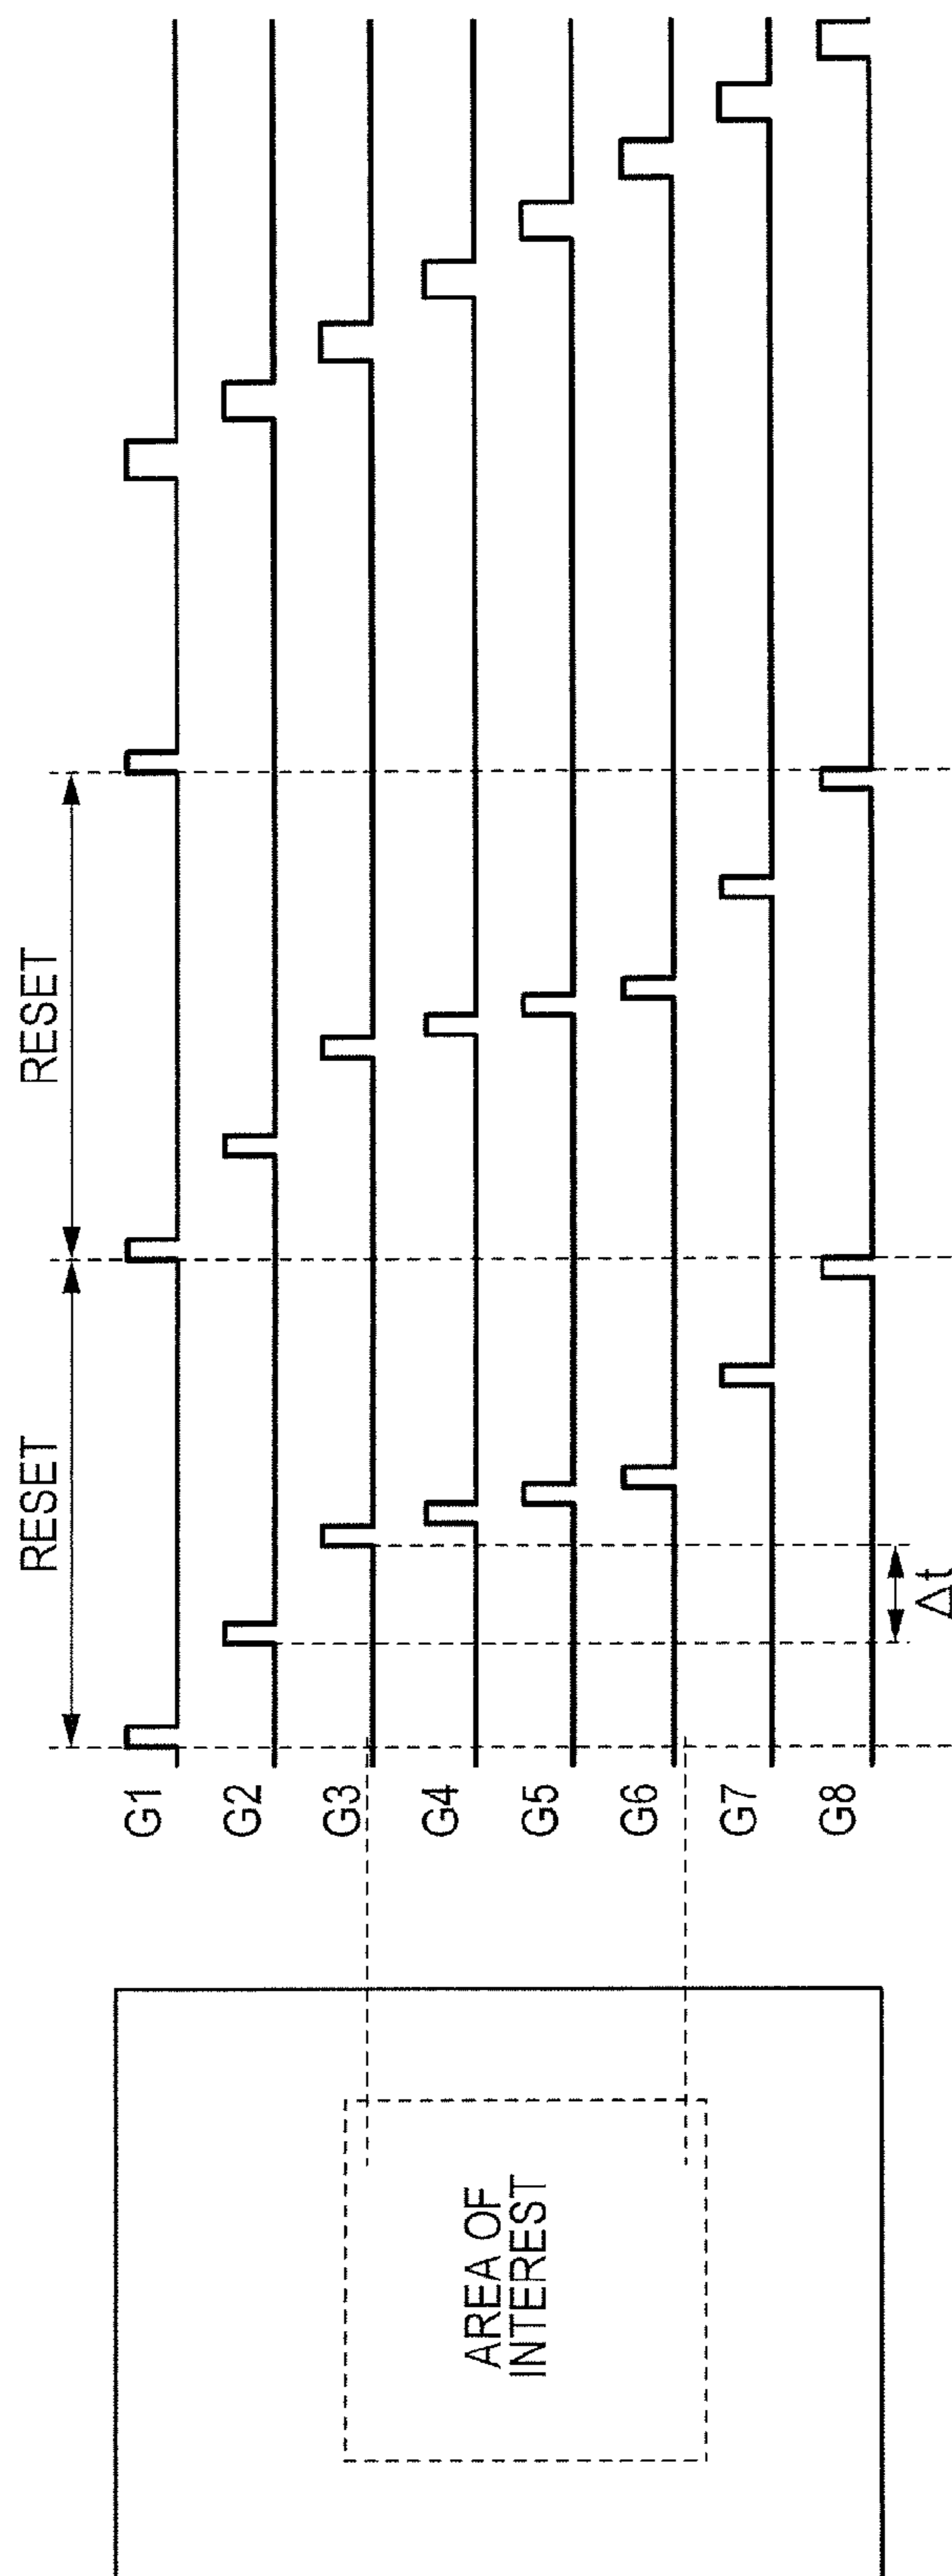 RESET
RESET
G1
G2
G3
G4
G5
G6
G7
G8
Δt
AREA OF
INTEREST